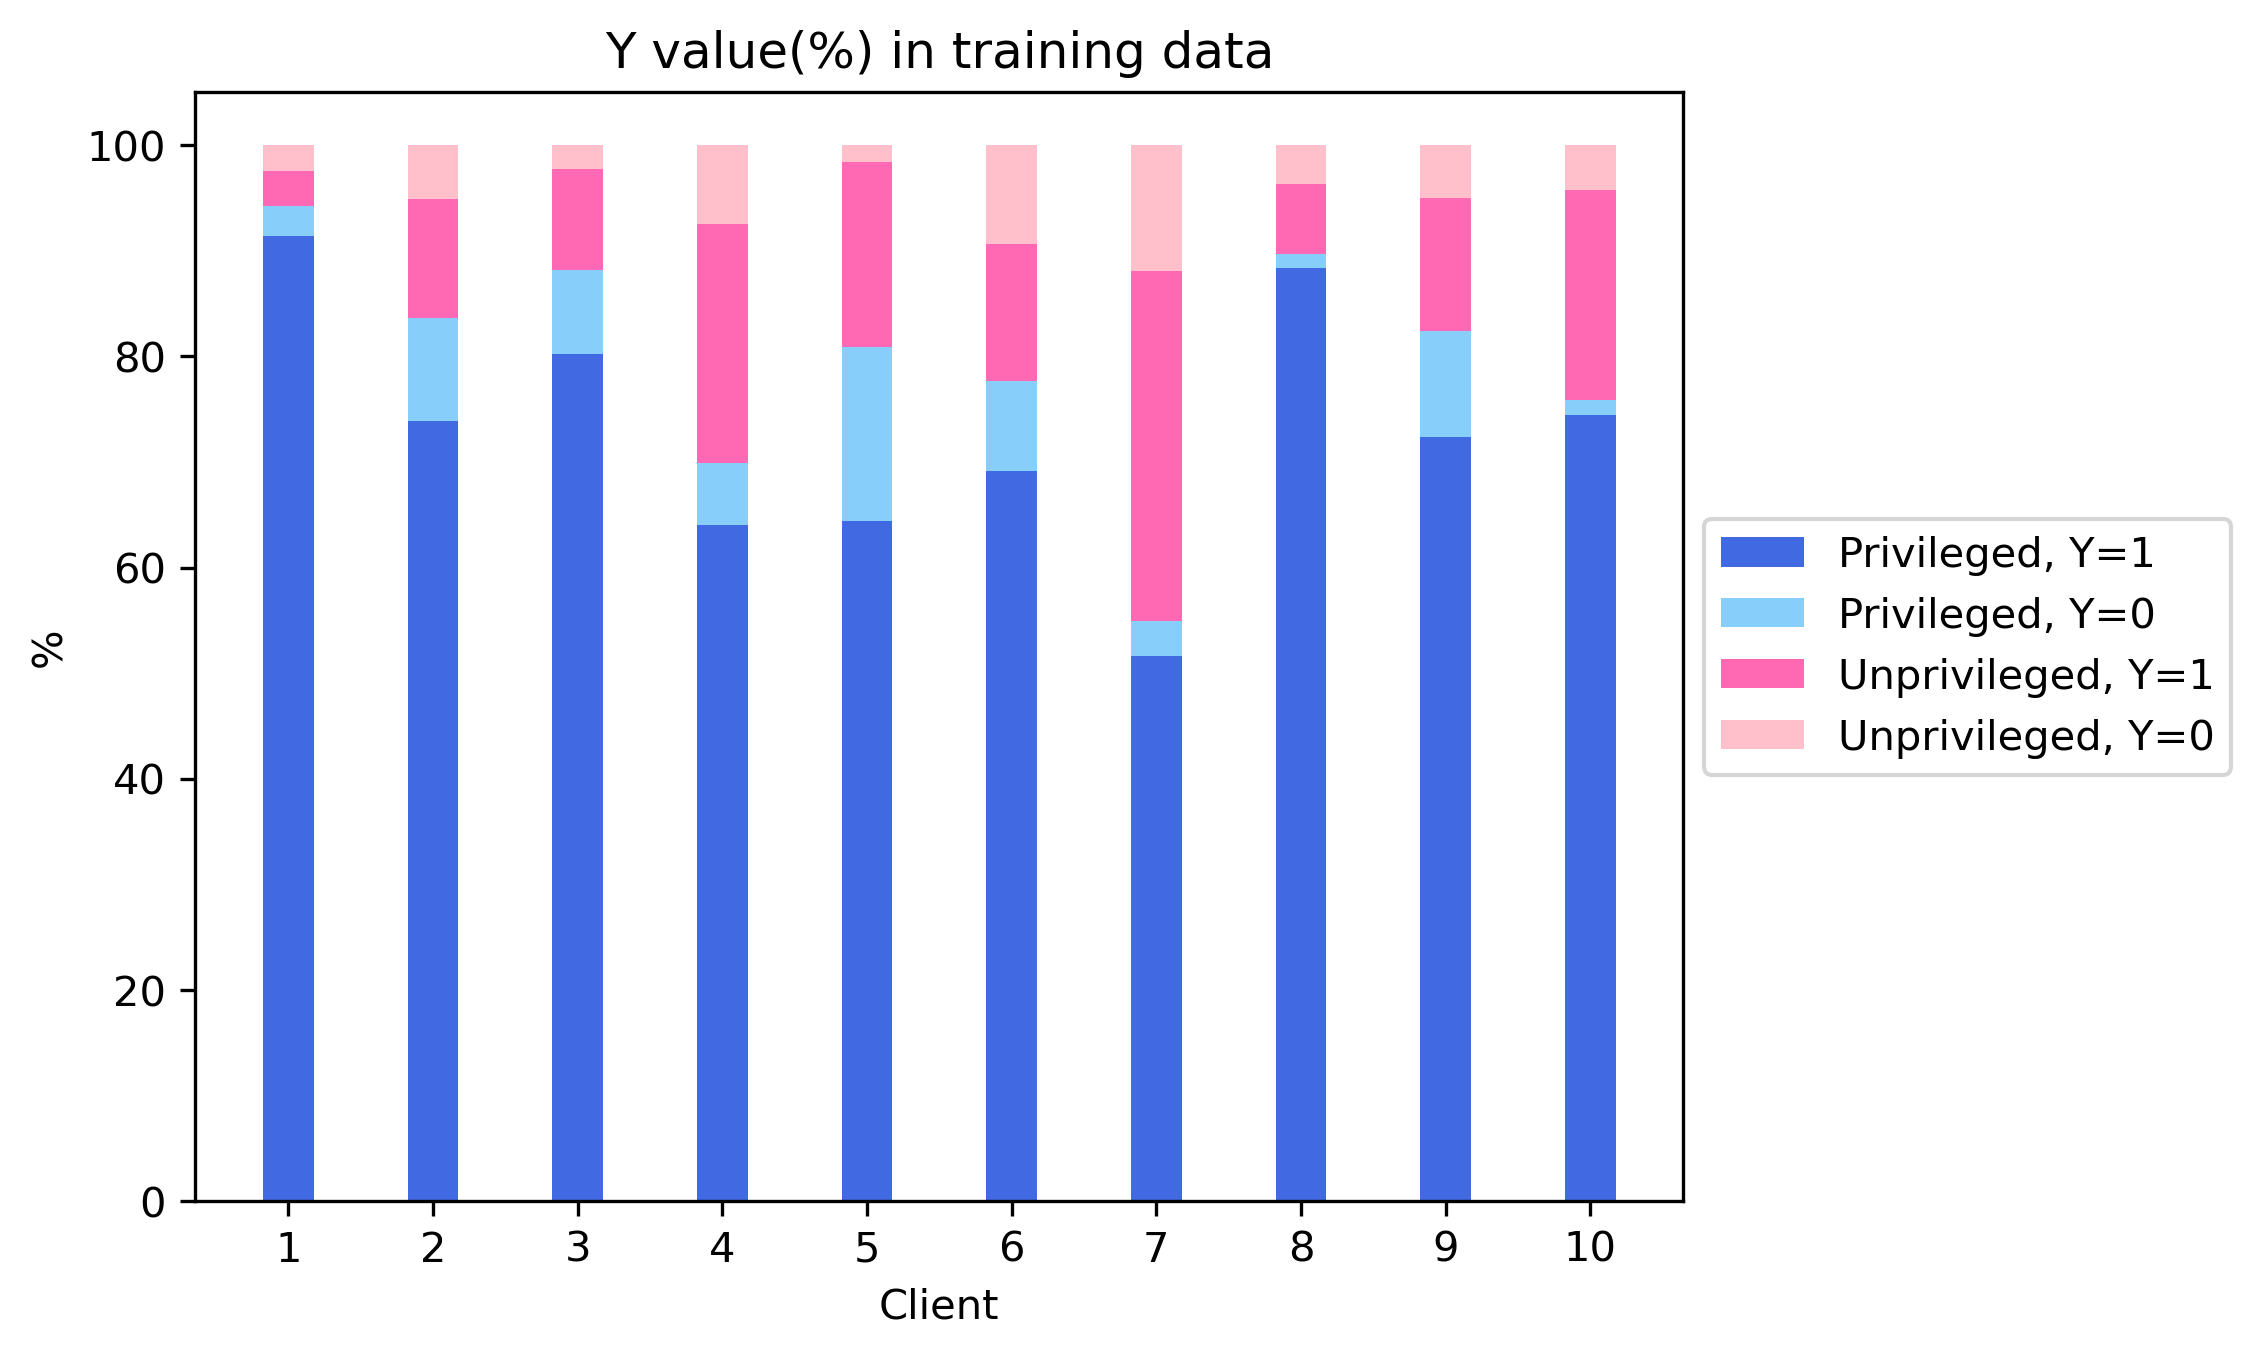 Y value(%) in training data
100
80
60
40
20
0
%
1 2 3 4 5 6 7 8 9 10
Client
Privileged, Y=1
Privileged, Y=0
Unprivileged, Y=1
Unprivileged, Y=0